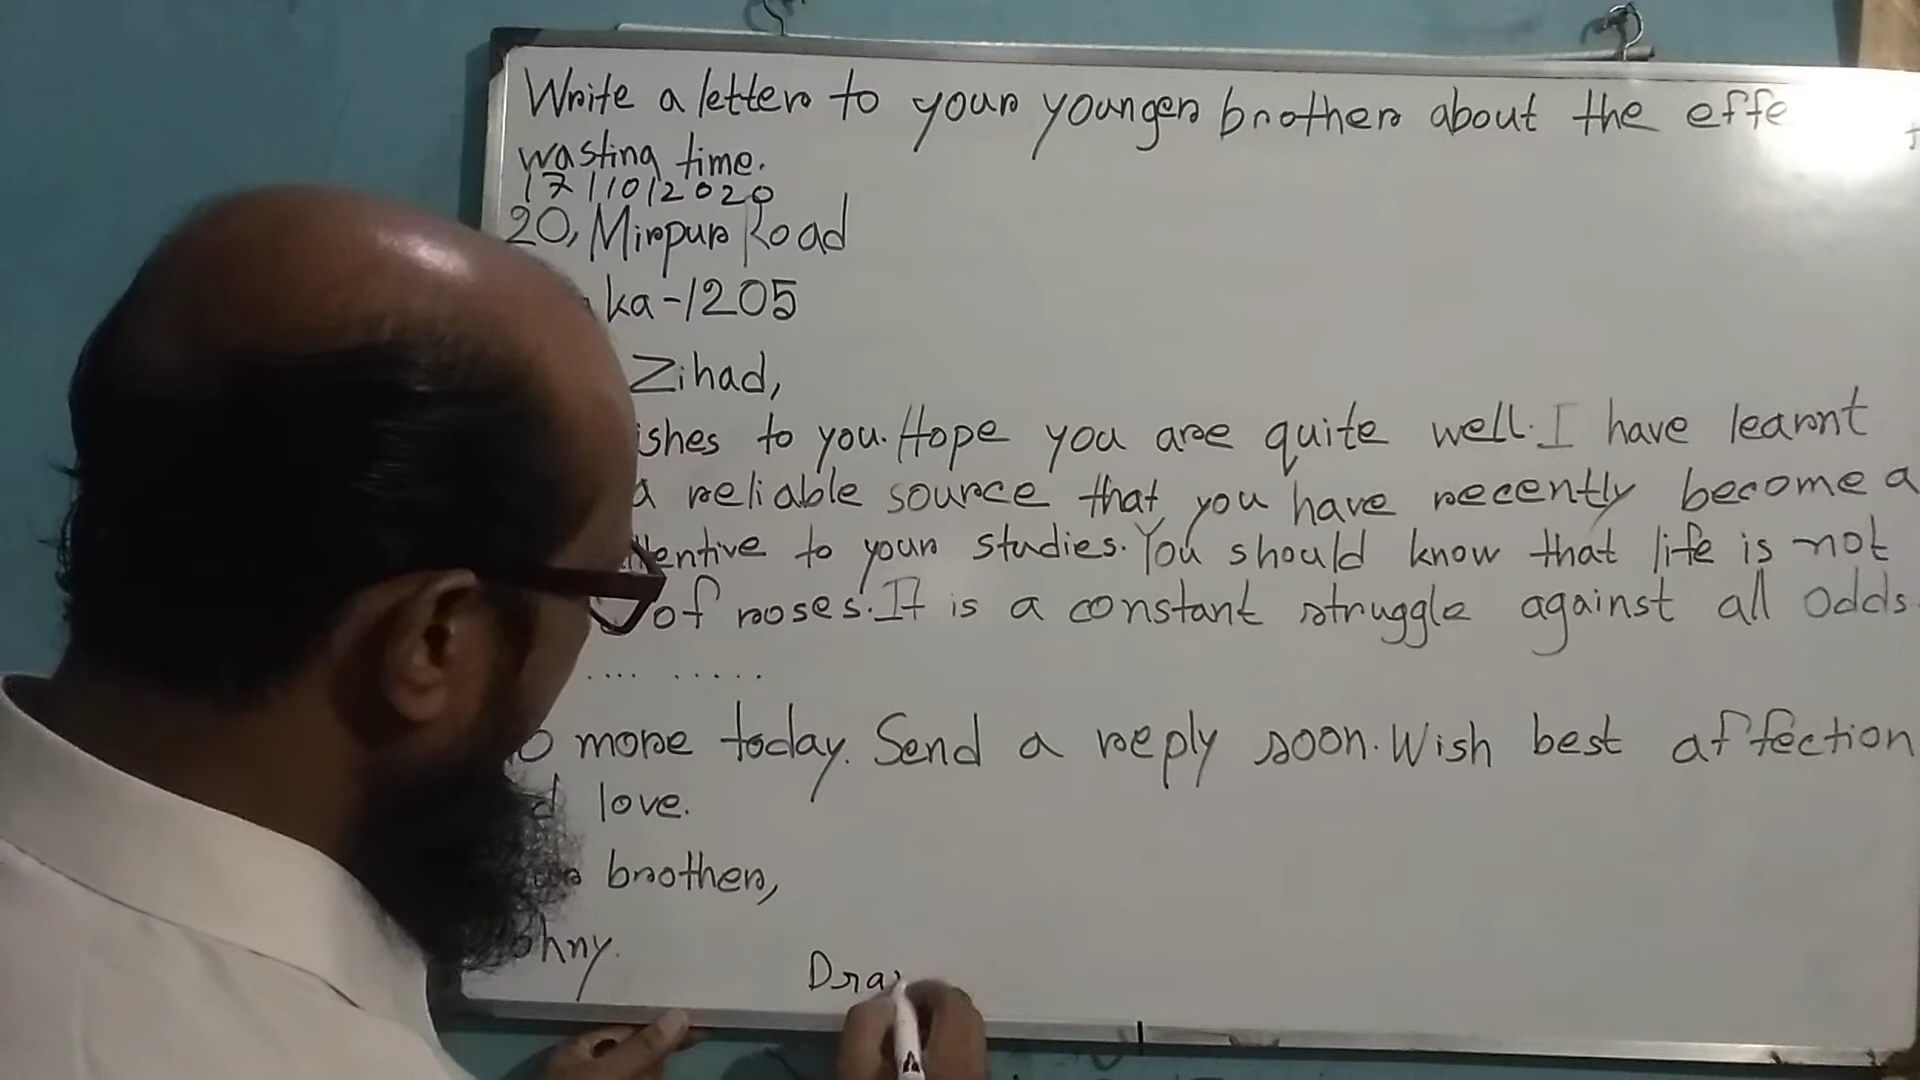 Write a letter to your younger brother about the effe
wasting time.
17/10/2020
20, Mirpur Road
ka-1205
Zihad,
ishes to you. Hope you are quite well. I have learnt
a reliable source that you have recently become a
ttentive to your studies. You should know that life is not
of roses. It is a constant struggle against all odds.
.... .....
o more today. Send a reply soon. Wish best affection
d love.
brother,
ohny.
Dra